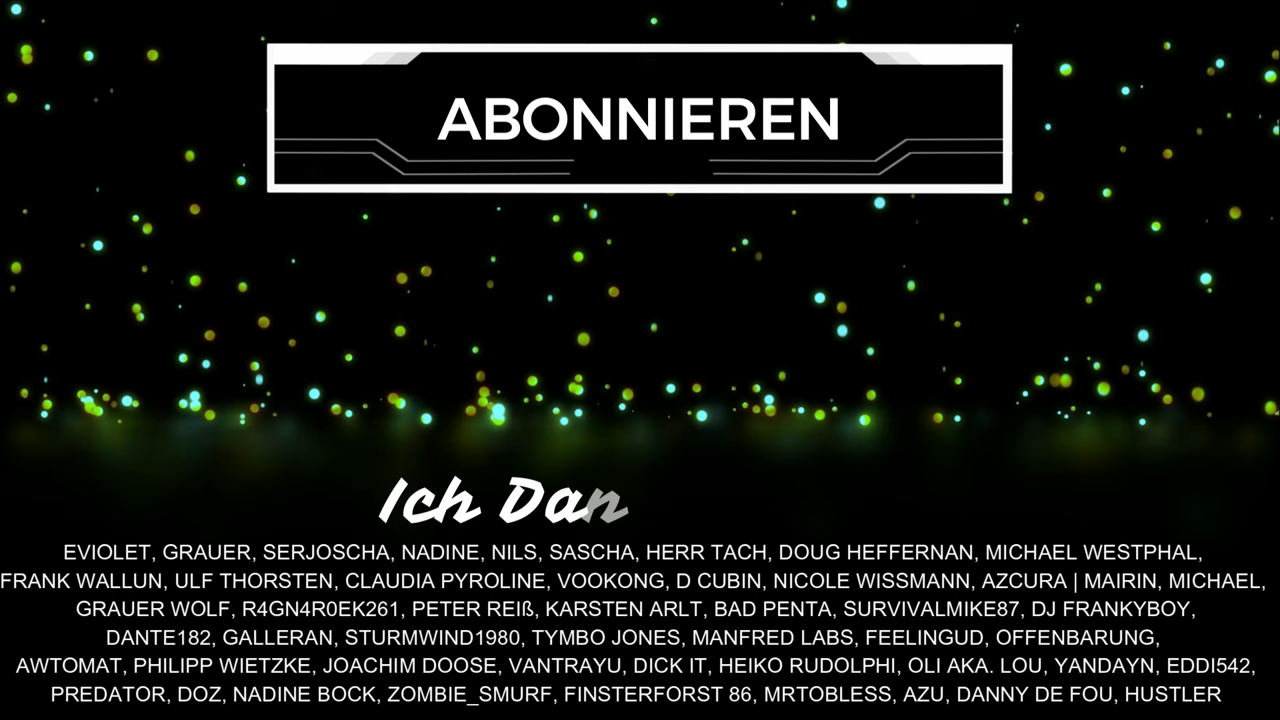 ABONNIEREN
Ich Dan
EVIOLET, GRAUER, SERJOSCHA, NADINE, NILS, SASCHA, HERR TACH, DOUG HEFFERNAN, MICHAEL WESTPHAL,
FRANK WALLUN, ULF THORSTEN, CLAUDIA PYROLINE, VOOKONG, D CUBIN, NICOLE WISSMANN, AZCURA | MAIRIN, MICHAEL,
GRAUER WOLF, R4GN4R0EK261, PETER REIß, KARSTEN ARLT, BAD PENTA, SURVIVALMIKE87, DJ FRANKYBOY,
DANTE182, GALLERAN, STURMWIND1980, TYMBO JONES, MANFRED LABS, FEELINGUD, OFFENBARUNG,
AWTOMAT, PHILIPP WIETZKE, JOACHIM DOOSE, VANTRAYU, DICK IT, HEIKO RUDOLPHI, OLI AKA. LOU, YANDAYN, EDDI542,
PREDATOR, DOZ, NADINE BOCK, ZOMBIE_SMURF, FINSTERFORST 86, MRTOBLESS, AZU, DANNY DE FOU, HUSTLER